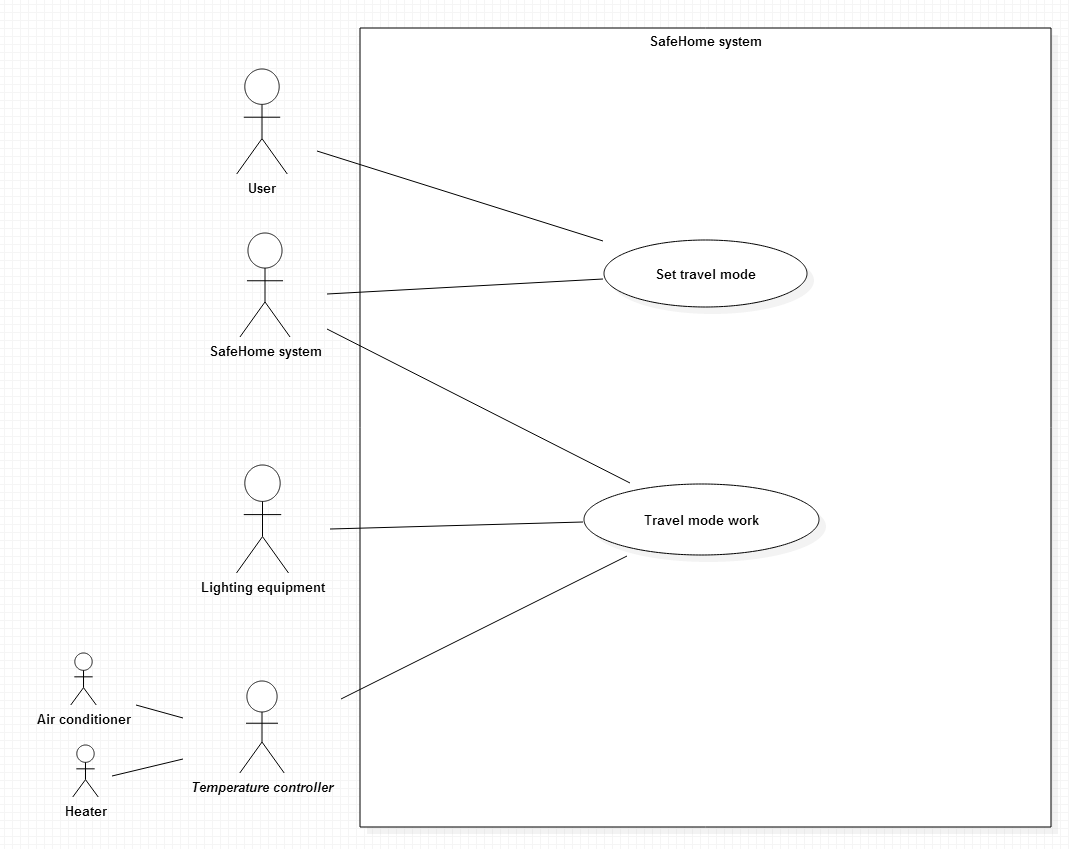 SafeHome system
User
Set travel mode
SafeHome system
Travel mode work
Lighting equipment
Air conditioner
Temperature controller
Heater